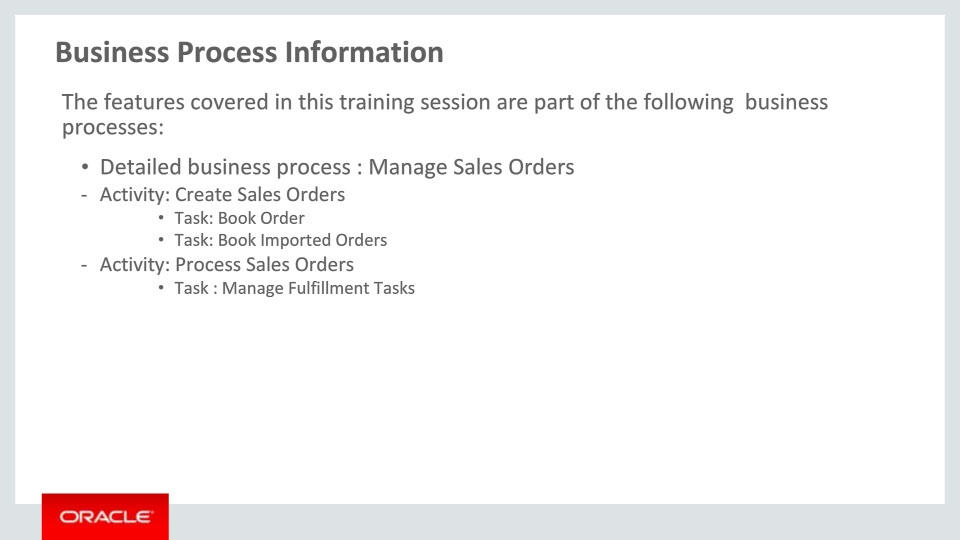 Business Process Information
The features covered in this training session are part of the following  business
processes:
• Detailed business process : Manage Sales Orders
- Activity: Create Sales Orders
• Task: Book Order
• Task: Book Imported Orders
- Activity: Process Sales Orders
• Task : Manage Fulfillment Tasks
ORACLE